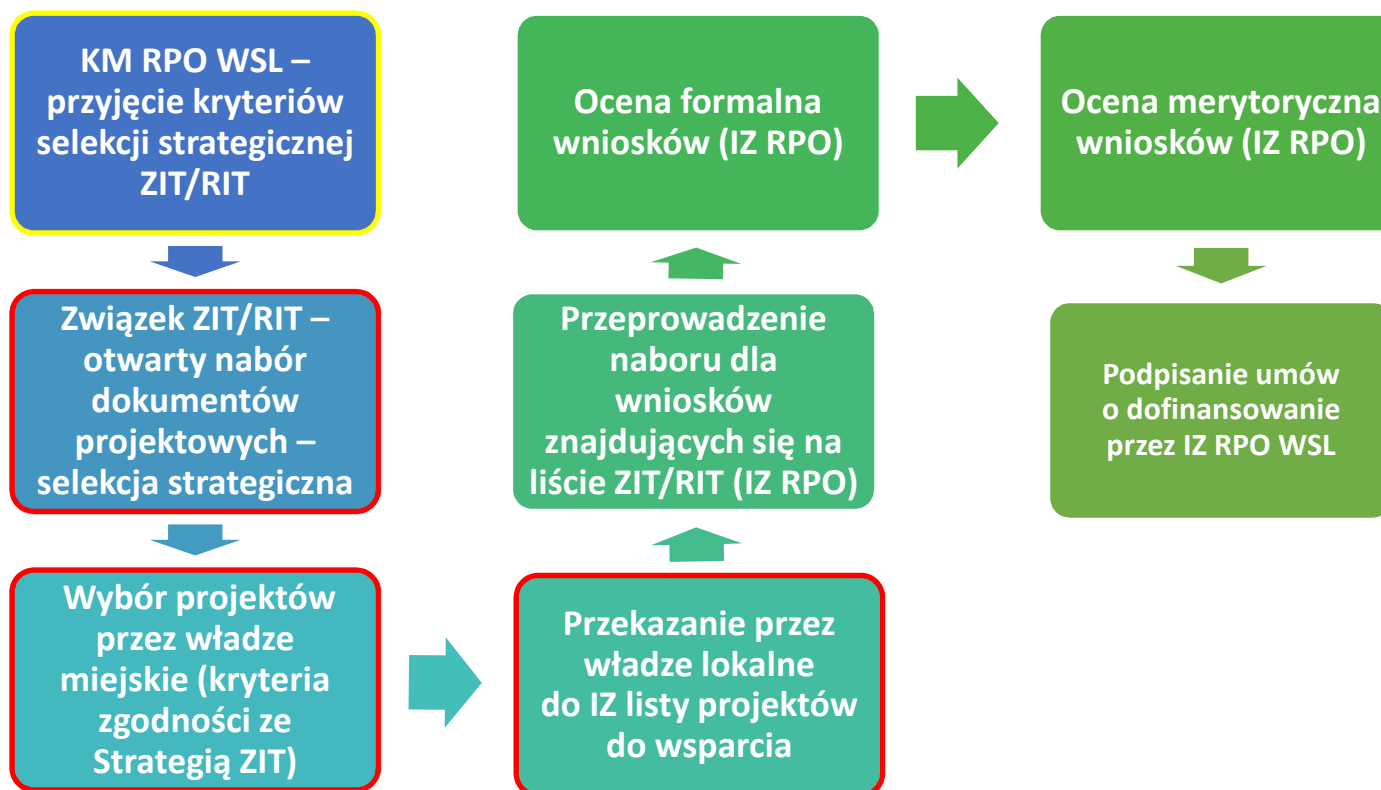 KM RPO WSL –
przyjęcie kryteriów
selekcji strategicznej
ZIT/RIT
Związek ZIT/RIT –
otwarty nabór
dokumentów
projektowych –
selekcja strategiczna
Wybór projektów
przez władze
miejskie (kryteria
zgodności ze
Strategią ZIT)
Przekazanie przez
władze lokalne
do IZ listy projektów
do wsparcia
Przeprowadzenie
naboru dla
wniosków
znajdujących się na
liście ZIT/RIT (IZ RPO)
Ocena formalna
wniosków (IZ RPO)
Ocena merytoryczna
wniosków (IZ RPO)
Podpisanie umów
o dofinansowanie
przez IZ RPO WSL